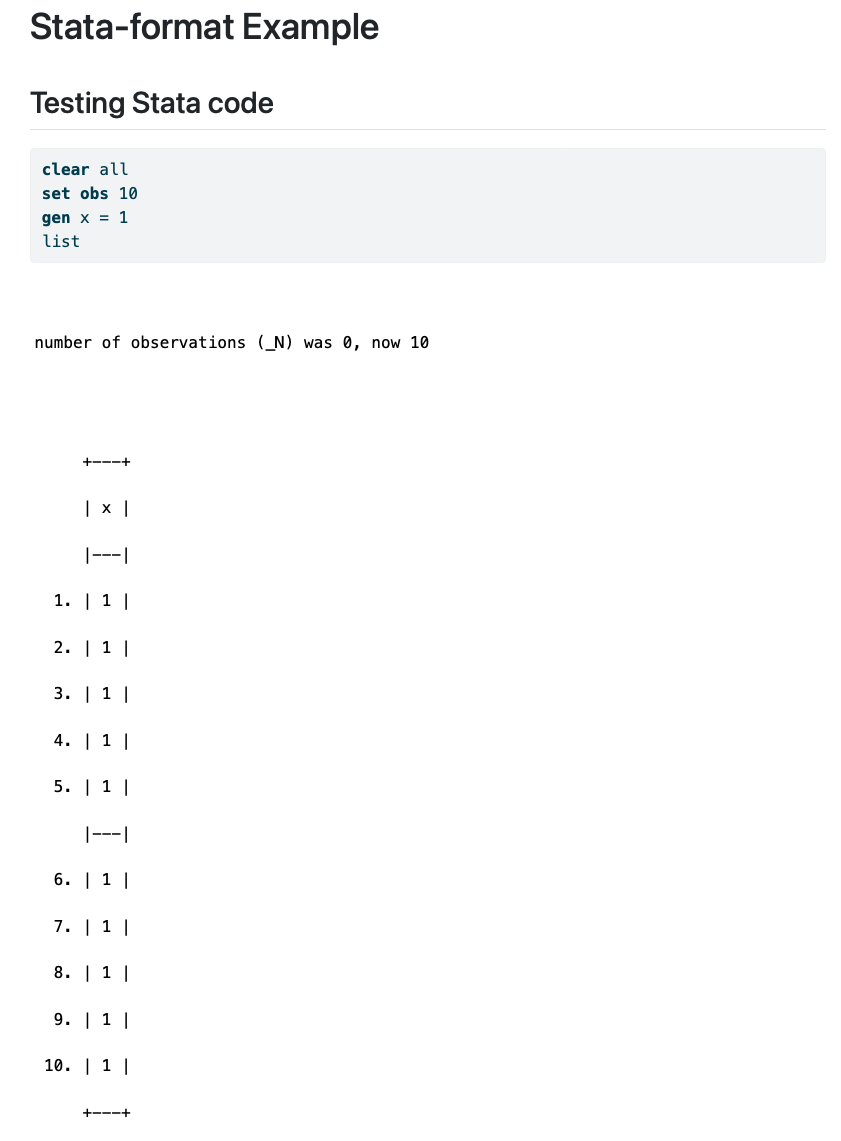 Stata-format Example
Testing Stata code
clear all
set obs 10
gen x = 1
list
number of observations (_N) was 0, now 10
     +---+
     | x |
     |---|
  1. | 1 |
  2. | 1 |
  3. | 1 |
  4. | 1 |
  5. | 1 |
     |---|
  6. | 1 |
  7. | 1 |
  8. | 1 |
  9. | 1 |
 10. | 1 |
     +---+